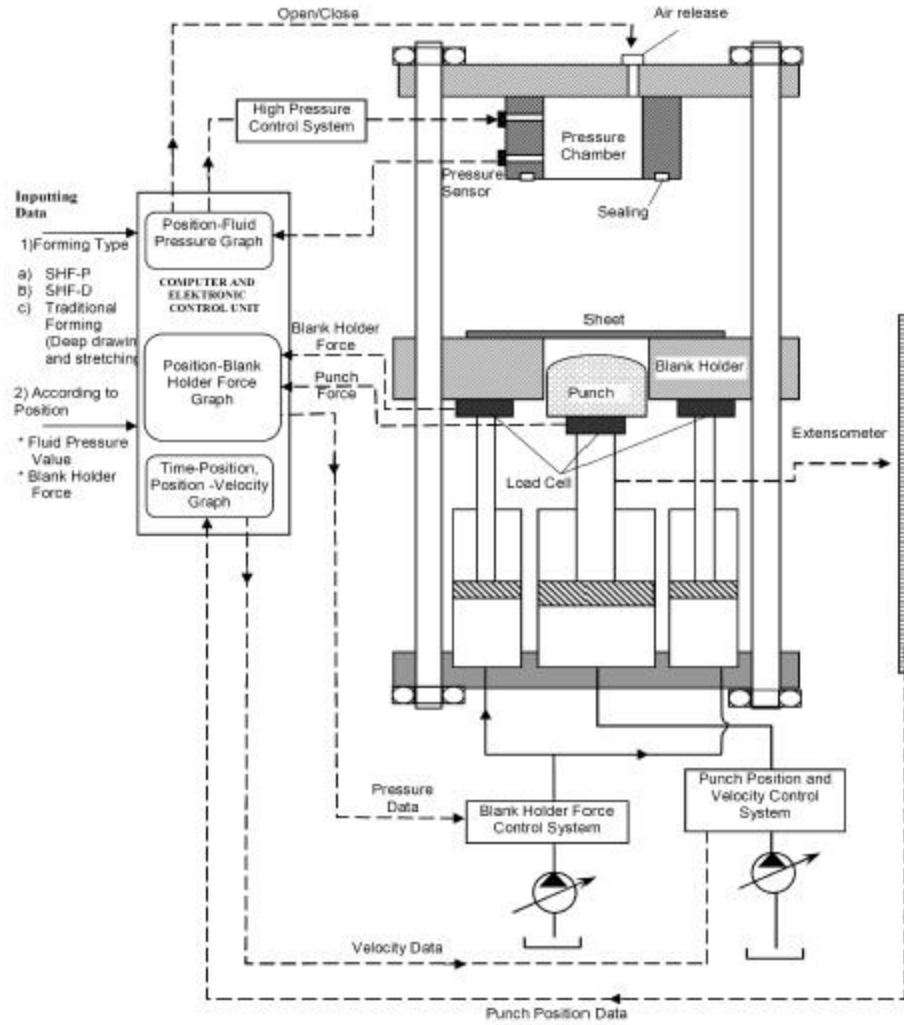 Open/Close
Air release
High Pressure
Control System
Pressure
Chamber
Pressure
Sensor
Sealing
Inputting
Data
1)Forming Type
a) SHF-P
b) SHF-D
c) Traditional
Forming
(Deep drawin
and stretching
2) According to
Position
* Fluid Pressure
Value
* Blank Holder
Force
Position-Fluid
Pressure Graph
COMPUTER AND
ELEKTRONIC
CONTROL UNIT
Position-Blank
Holder Force
Graph
Time-Position,
Position -Velocity
Graph
Blank Holder
Force
Punch
Force
Sheet
Blank Holder
Punch
Load Cell
Extensometer
Pressure
Data
Blank Holder Force
Control System
Punch Position and
Velocity Control
System
Velocity Data
Punch Position Data